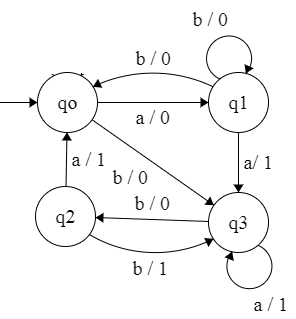 b / 0
b / 0
qo
q1
a / 0
a / 1
a/ 1
b / 0
b / 0
q2
q3
b / 1
a / 1